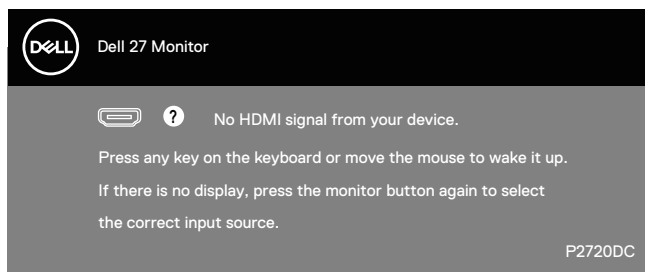 DELL
Dell 27 Monitor
? No HDMI signal from your device.
Press any key on the keyboard or move the mouse to wake it up.
If there is no display, press the monitor button again to select
the correct input source.
P2720DC